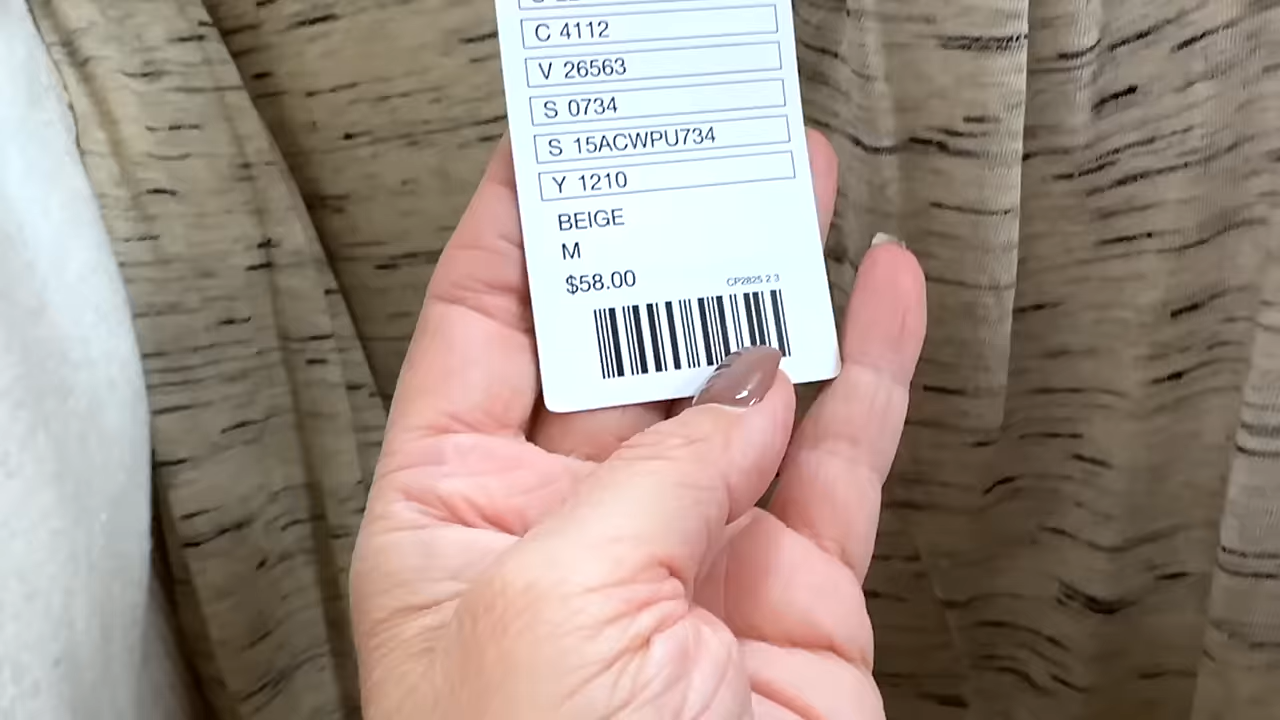 C 4112
V 26563
S 0734
S 15ACWPU734
Y 1210
BEIGE
M
$58.00
CP2825 2 3